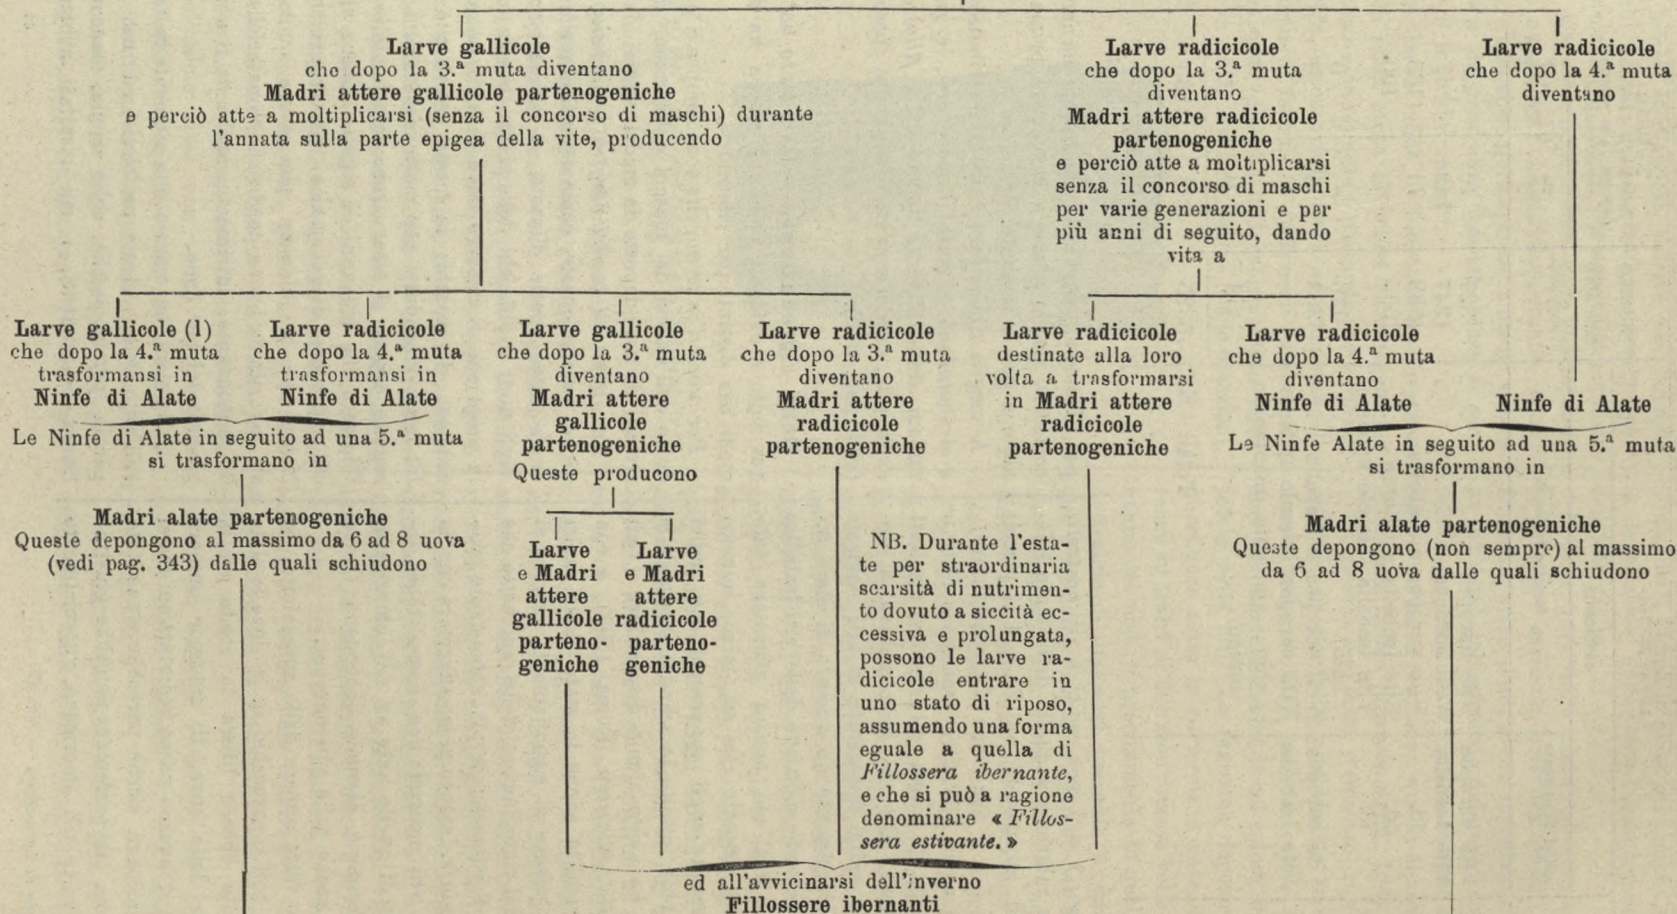 Larve gallicole
che dopo la 3.ª muta diventano
Madri attere gallicole partenogeniche
e perciò atte a moltiplicarsi (senza il concorso di maschi) durante
l'annata sulla parte epigea della vite, producendo
Larve radicicole
che dopo la 3.ª muta
diventano
Madri attere radicicole
partenogeniche
e perciò atte a moltiplicarsi
senza il concorso di maschi
per varie generazioni e per
più anni di seguito, dando
vita a
Larve radicicole
che dopo la 4.ª muta
diventano
Larve gallicole (1)
che dopo la 4.ª muta
trasformansi in
Ninfe di Alate
Larve radicicole
che dopo la 4.ª muta
trasformansi in
Ninfe di Alate
Le Ninfe di Alate in seguito ad una 5.ª muta
si trasformano in
Madri alate partenogeniche
Queste depongono al massimo da 6 ad 8 uova
(vedi pag. 343) dalle quali schiudono
Larve gallicole
che dopo la 3.ª muta
diventano
Madri attere
gallicole
partenogeniche
Queste producono
Larve
e Madri
attere
gallicole
parteno-
geniche
Larve
e Madri
attere
radicicole
parteno-
geniche
Larve radicicole
che dopo la 3.ª muta
diventano
Madri attere
radicicole
partenogeniche
NB. Durante l'esta-
te per straordinaria
scarsità di nutrimen-
to dovuto a siccità ec-
cessiva e prolungata,
possono le larve ra-
dicicole entrare in
uno stato di riposo,
assumendo una forma
eguale a quella di
Fillossera ibernante,
e che si può a ragione
denominare « Fillos-
sera estivante. »
Larve radicicole
destinate alla loro
volta a trasformarsi
in Madri attere
radicicole
partenogeniche
Larve radicicole
che dopo la 4.ª muta
diventano
Ninfe di Alate
Ninfe di Alate
Le Ninfe Alate in seguito ad una 5.ª muta
si trasformano in
Madri alate partenogeniche
Queste depongono (non sempre) al massimo
da 6 ad 8 uova dalle quali schiudono
ed all'avvicinarsi dell'inverno
Fillossere ibernanti